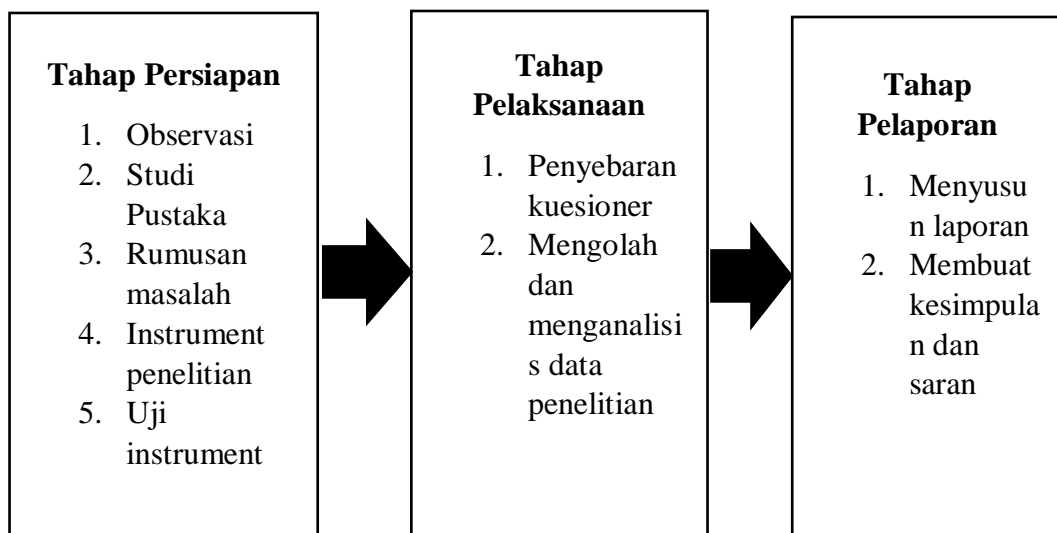 Tahap Persiapan
1. Observasi
2. Studi
Pustaka
3. Rumusan
masalah
4. Instrument
penelitian
5. Uji
instrument
Tahap
Pelaksanaan
1. Penyebaran
kuesioner
2. Mengolah
dan
menganalisi
s data
penelitian
Tahap
Pelaporan
1. Menyusu
n laporan
2. Membuat
kesimpula
n dan
saran